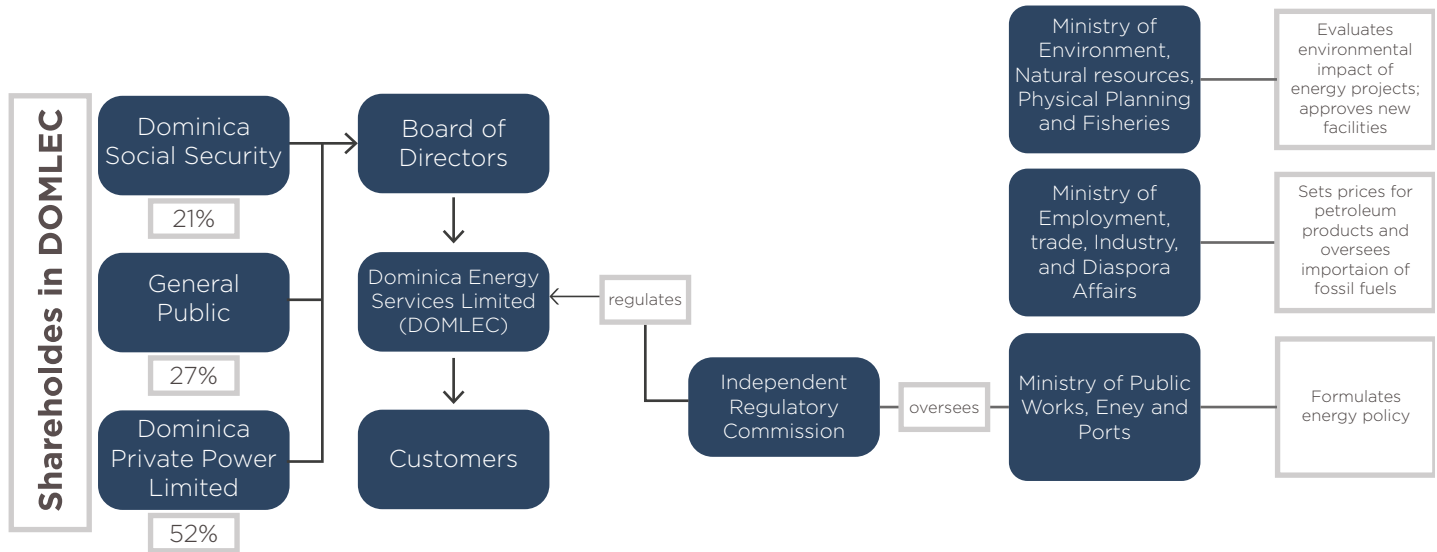 Shareholdes in DOMLEC
Dominica
Social Security
21%
General
Public
27%
Dominica
Private Power
Limited
52%
Board of
Directors
Dominica Energy
Services Limited
(DOMLEC)
Customers
regulates
Independent
Regulatory
Commission
oversees
Ministry of
Environment,
Natural resources,
Physical Planning
and Fisheries
Evaluates
environmental
impact of
energy projects;
approves new
facilities
Ministry of
Employment,
trade, Industry,
and Diaspora
Affairs
Sets prices for
petroleum
products and
oversees
importaion of
fossil fuels
Ministry of Public
Works, Eney and
Ports
Formulates
energy policy